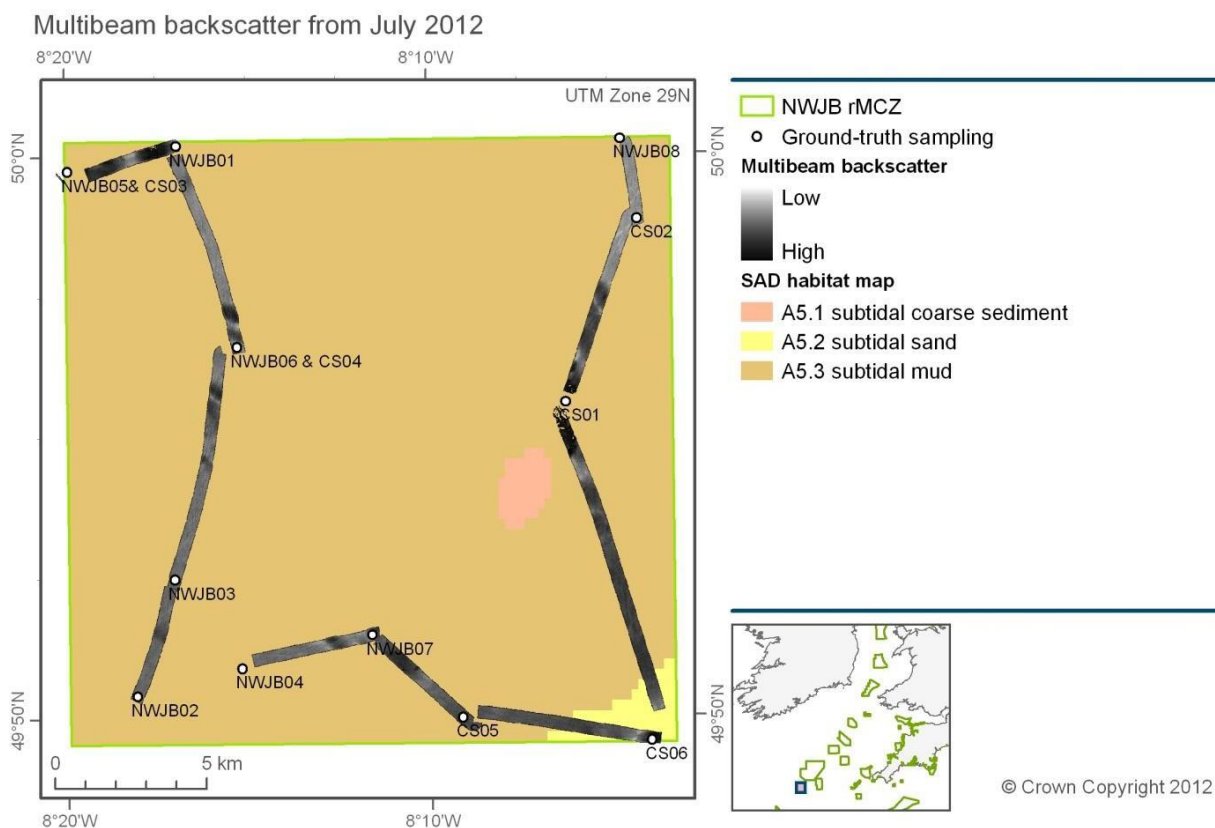 Multibeam backscatter from July 2012
8°20'W
8°10'W
UTM Zone 29N
50°0'N
50°0'N
NWJB01
NWJB08
NWJB05& CS03
CS02
NWJB06 & CS04
CS01
NWJB03
NWJB07
NWJB04
NWJB02
CS05
CS06
49°50'N
49°50'N
0
5 km
8°20'W
8°10'W
NWJB rMCZ
Ground-truth sampling
Multibeam backscatter
Low
High
SAD habitat map
A5.1 subtidal coarse sediment
A5.2 subtidal sand
A5.3 subtidal mud
© Crown Copyright 2012